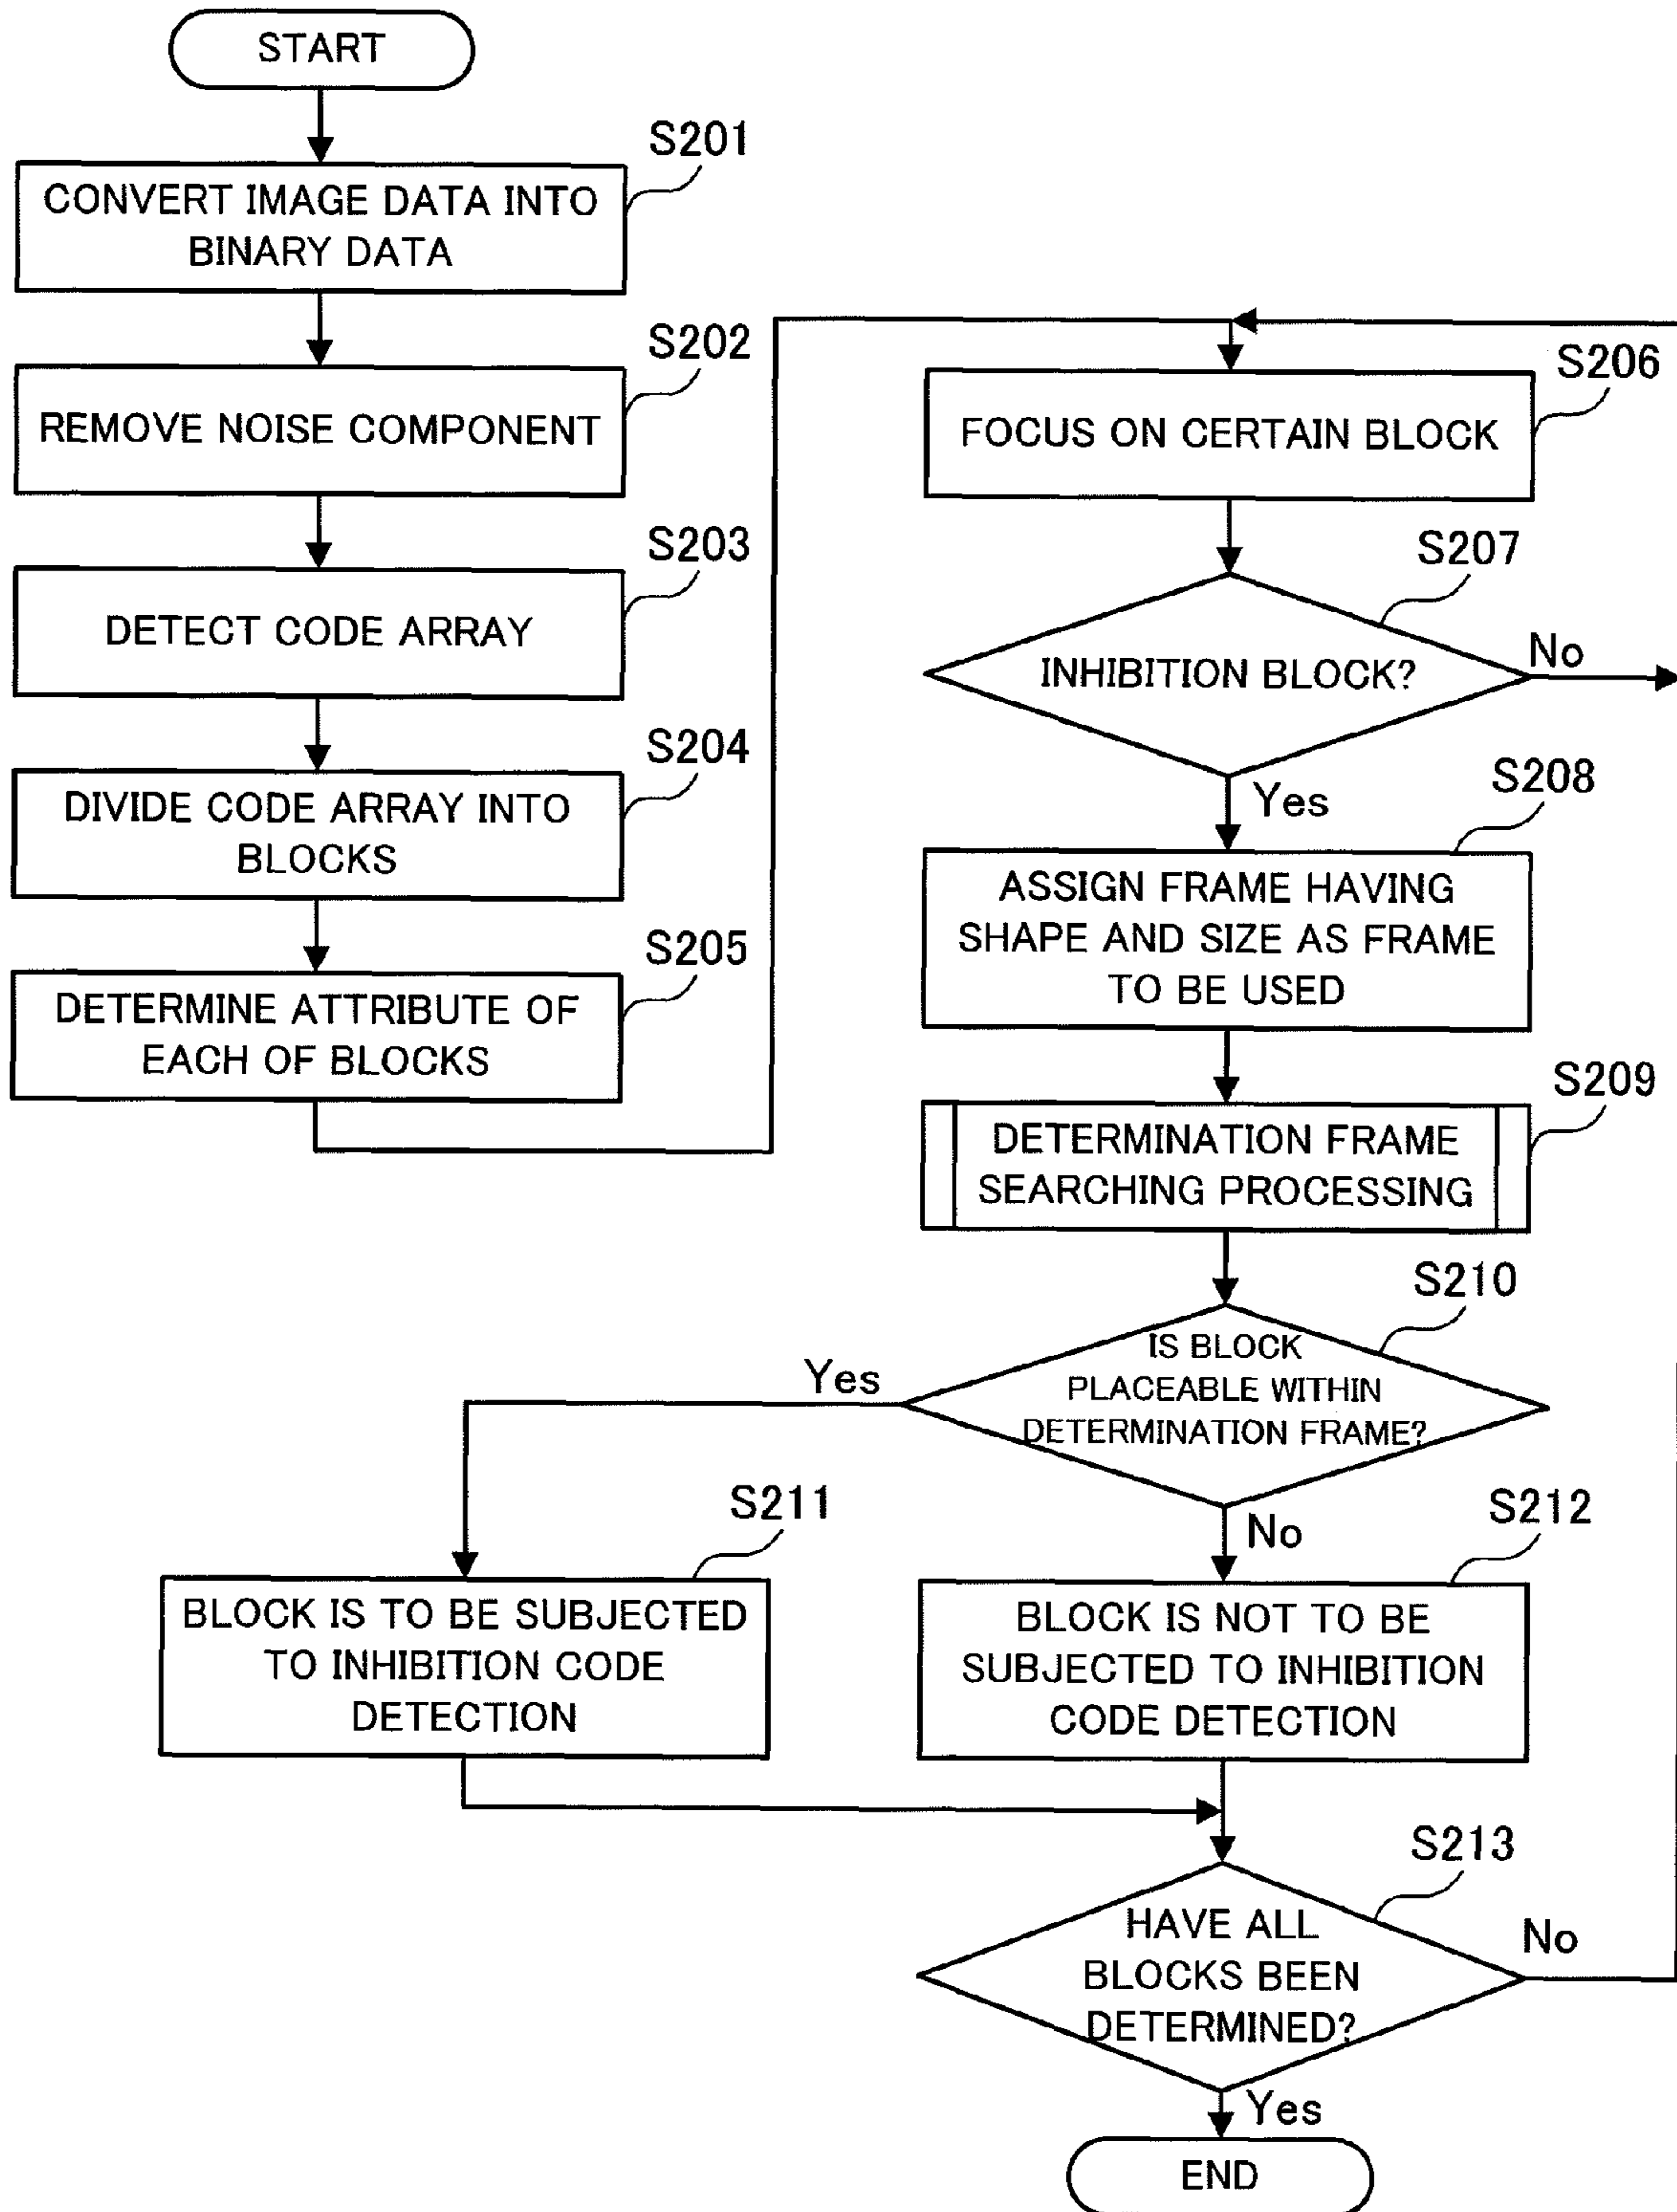 START
S201
CONVERT IMAGE DATA INTO
BINARY DATA
S202
REMOVE NOISE COMPONENT
S203
DETECT CODE ARRAY
S204
DIVIDE CODE ARRAY INTO
BLOCKS
S205
DETERMINE ATTRIBUTE OF
EACH OF BLOCKS
S206
FOCUS ON CERTAIN BLOCK
S207
INHIBITION BLOCK?
No
Yes
S208
ASSIGN FRAME HAVING
SHAPE AND SIZE AS FRAME
TO BE USED
S209
DETERMINATION FRAME
SEARCHING PROCESSING
S210
IS BLOCK
PLACEABLE WITHIN
DETERMINATION FRAME?
Yes
No
S211
BLOCK IS TO BE SUBJECTED
TO INHIBITION CODE
DETECTION
S212
BLOCK IS NOT TO BE
SUBJECTED TO INHIBITION
CODE DETECTION
S213
HAVE ALL
BLOCKS BEEN
DETERMINED?
No
Yes
END